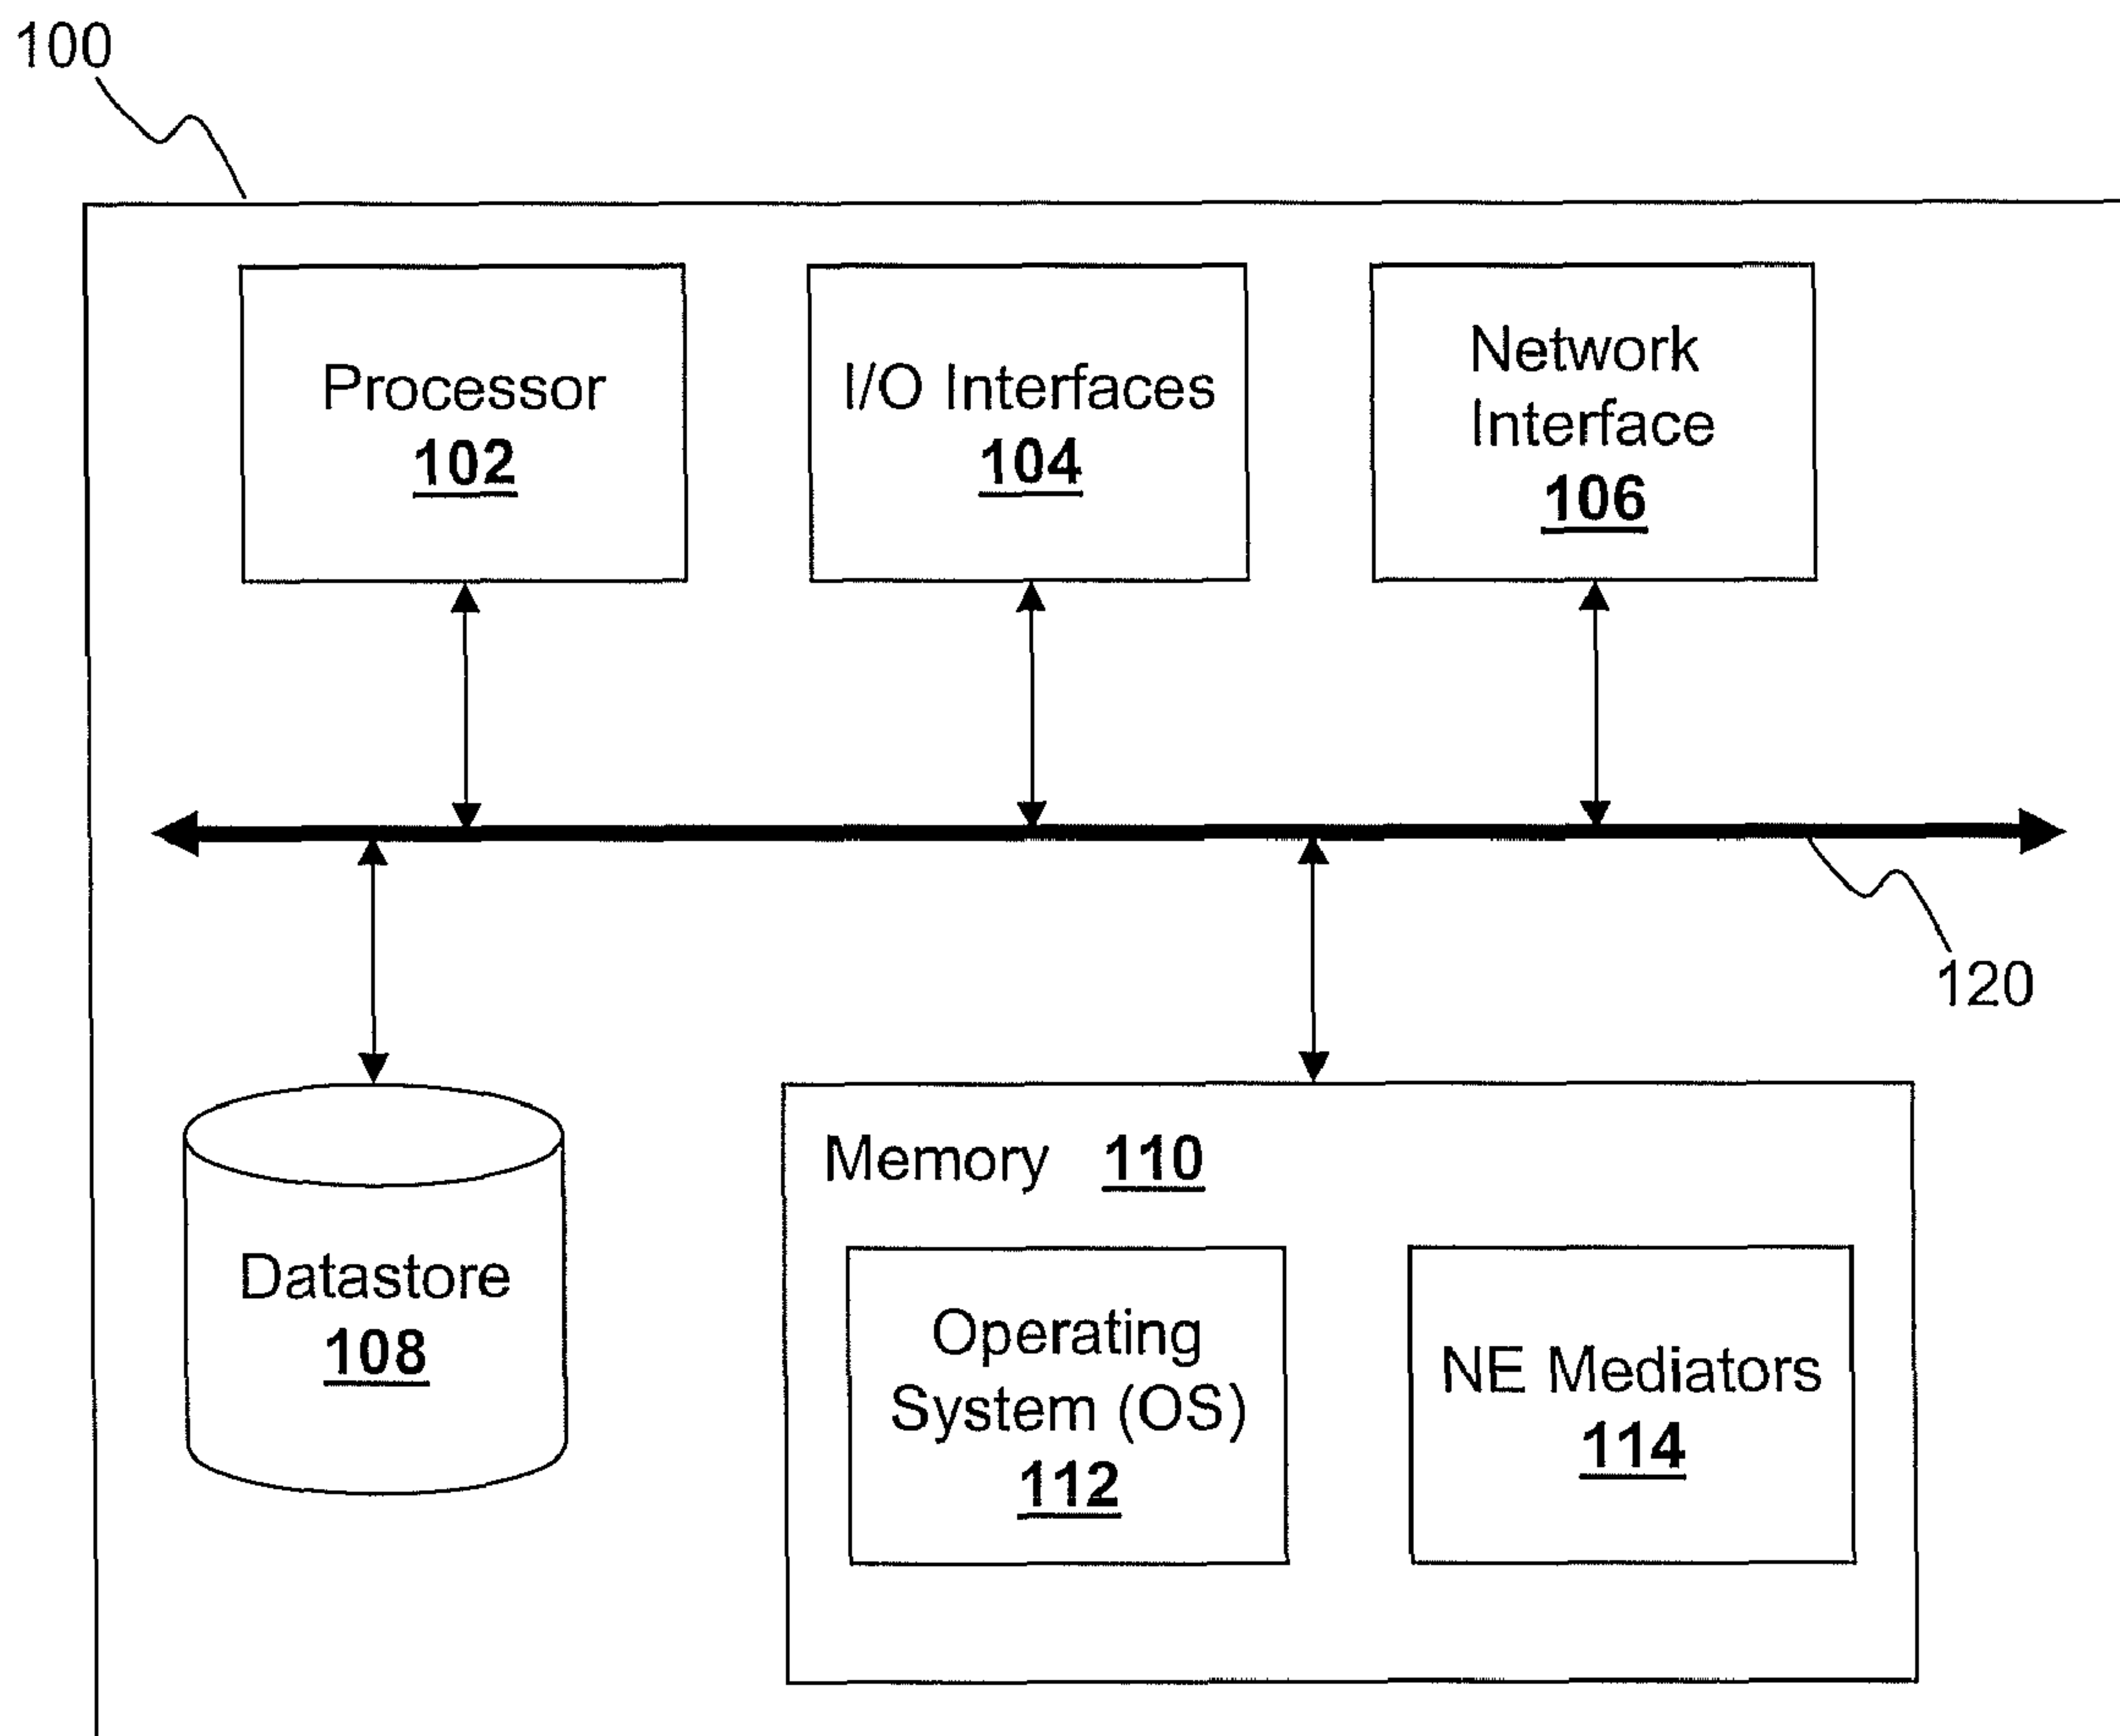 100
Processor
102
I/O Interfaces
104
Network
Interface
106
120
Datastore
108
Memory 110
Operating
System (OS)
112
NE Mediators
114